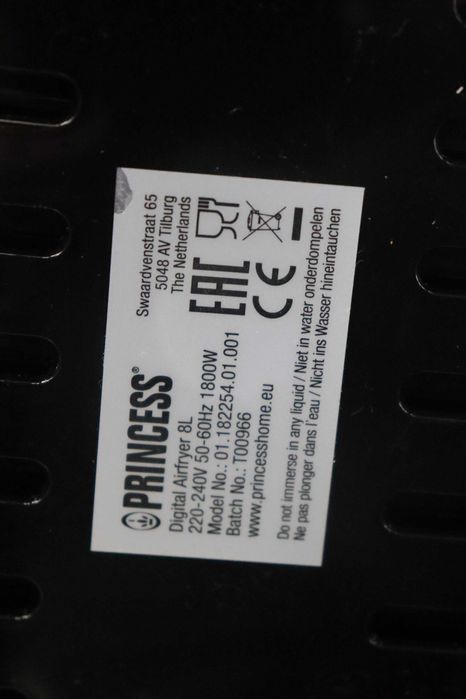 PRINCESS®
Digital Airfryer 8L
220-240V 50-60Hz 1800W
Model No.: 01.182254.01.001
Batch No.: T00966
www.princesshome.eu
Swaardvenstraat 65
5048 AV Tilburg
The Netherlands
EAC
CE
Do not immerse in any liquid / Niet in water onderdompelen
Ne pas plonger dans l'eau / Nicht ins Wasser hineintauchen